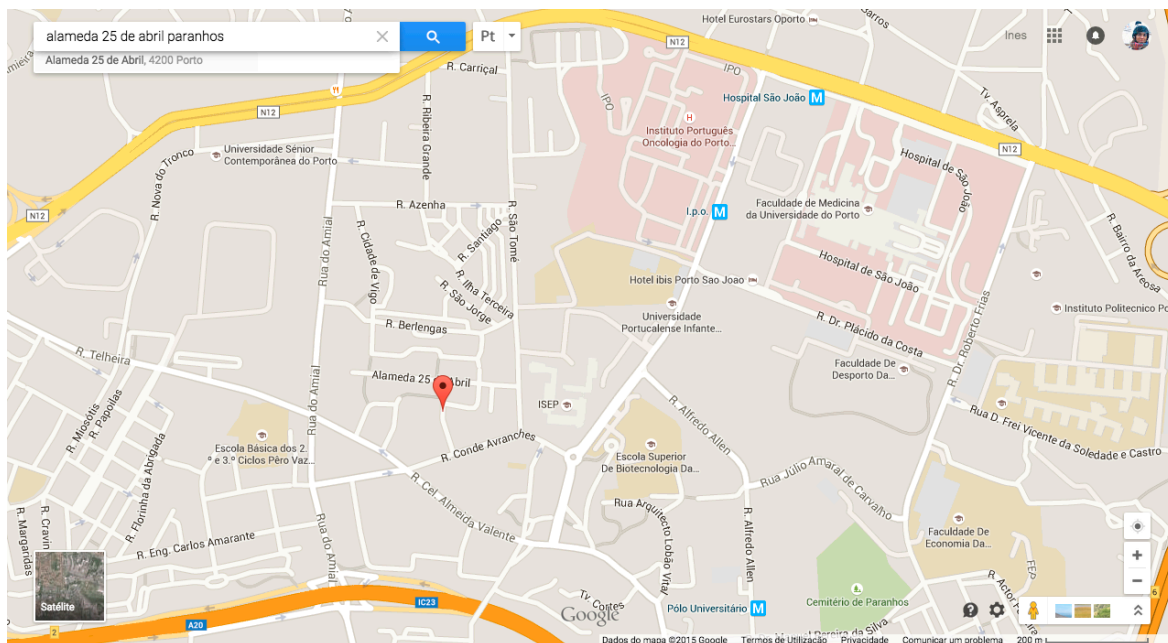 alameda 25 de abril paranhos
Pt
Alameda 25 de Abril, 4200 Porto
Hotel Eurostars Oporto
Barros
Ines
N12
R. Carriçal
IPO
Hospital São João
M
Tv. Asprela
N12
IPO
H
Instituto Português
Oncologia do Porto...
R. Ribeira Grande
Universidade Sénior
Contemporânea do Porto
R. Nova do Tronco
Hospital de São João
N12
R. Azenha
Faculdade de Medicina
da Universidade do Porto
N12
I.p.o.
M
R. Santiago
R. São Tomé
R. Bairro da Areosa
Rua do Amial
R. Cidade de Vigo
R. Ilha Terceira
R. São Jorge
Hospital de São João
Hotel ibis Porto Sao Joao
Universidade
Portucalense Infante...
R. Berlengas
R. Dr. Plácido da Costa
Instituto Politecnico Po
R. Dr. Roberto Frias
R. Telheira
Alameda 25 de Abril
Faculdade De
Desporto Da...
ISEP
R. Miosótis
R. Papoilas
Rua do Amial
R. Alfredo Allen
Rua D. Frei Vicente da Soledade e Castro
R. Conde Avranches
Escola Básica dos 2.
ª e 3.º Ciclos Pêro Vaz...
Escola Superior
De Biotecnologia Da...
R. Florinha da Abrigada
R. Cel. Almeida Valente
Rua Júlio Amaral de Carvalho
Rua Arquitecto Lobão Vital
R. Alfredo Allen
R. Margaridas
R. Cravin
R. Eng. Carlos Amarante
Rua do Amial
Faculdade De
Economia Da...
FEP
Satélite
IC23
A20
2
Google
Tv. Cortes
Pólo Universitário
M
Cemitério de Paranhos
Dados do mapa ©2015 Google
Termos de Utilização
Privacidade
Comunicar um problema
200 m